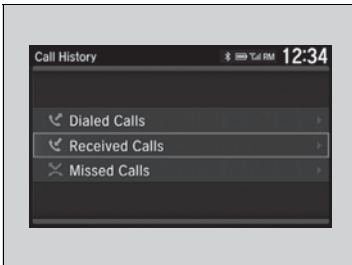 Call History
12:34
Dialed Calls
Received Calls
Missed Calls